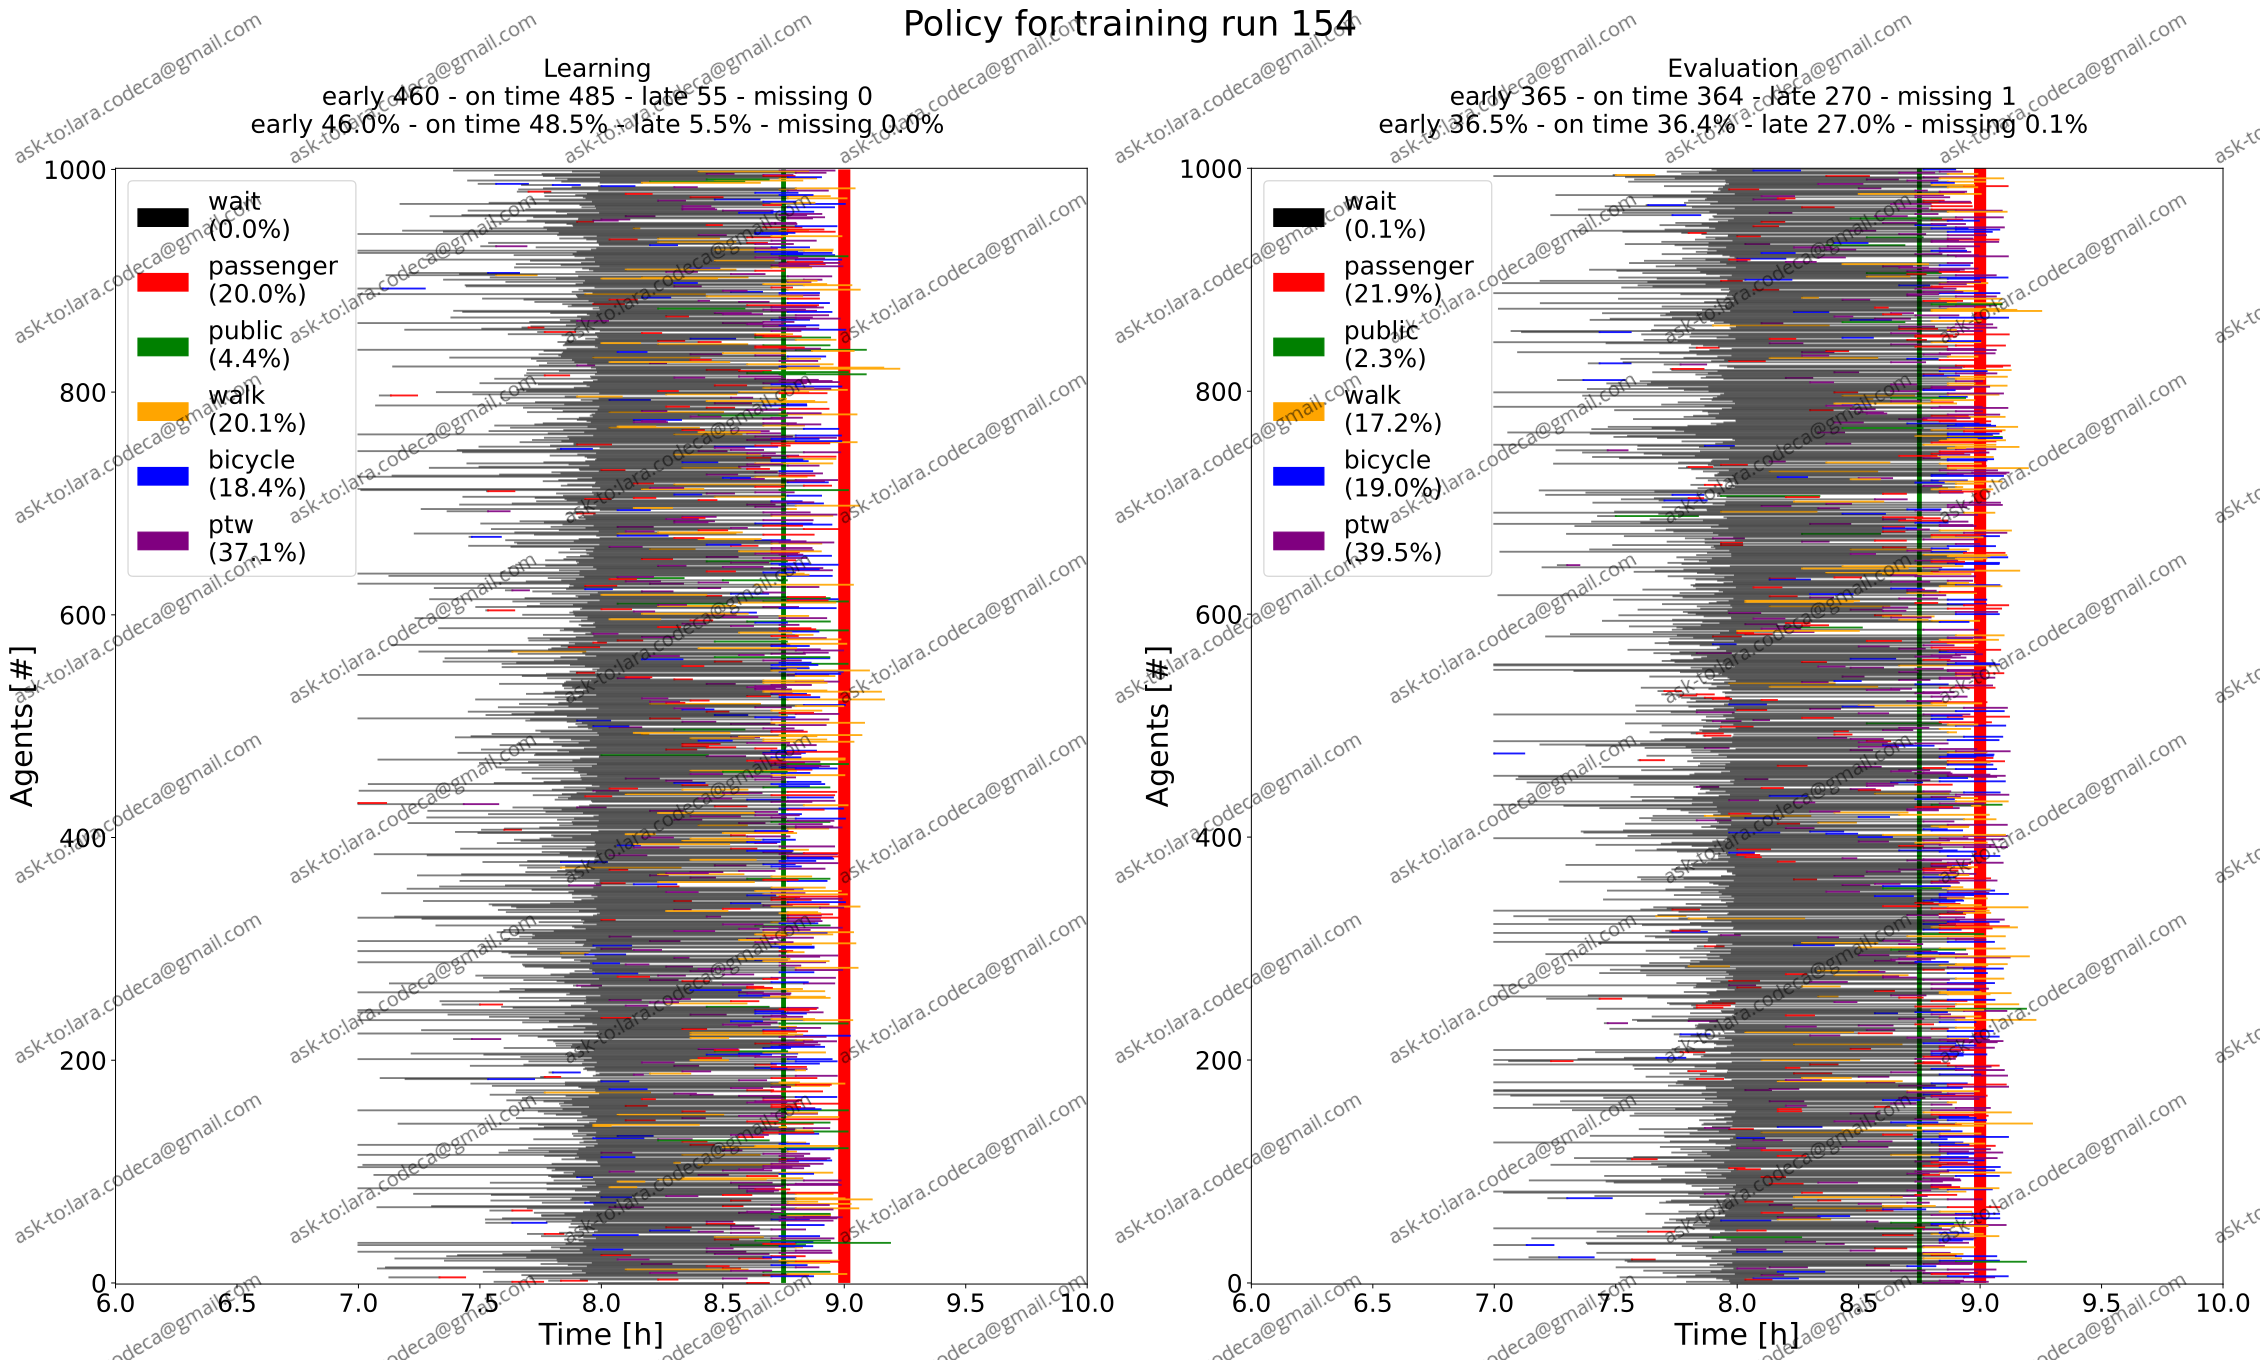 Policy for training run 154
Learning
early 460 - on time 485 - late 55 - missing 0
early 46.0% - on time 48.5% - late 5.5% - missing 0.0%
1000
800
600
400
200
0
Agents [#]
wait
(0.0%)
passenger
(20.0%)
public
(4.4%)
walk
(20.1%)
bicycle
(18.4%)
ptw
(37.1%)
6.0 6.5 7.0 7.5 8.0 8.5 9.0 9.5 10.0
Time [h]
Evaluation
early 365 - on time 364 - late 270 - missing 1
early 36.5% - on time 36.4% - late 27.0% - missing 0.1%
1000
800
600
400
200
0
Agents [#]
wait
(0.1%)
passenger
(21.9%)
public
(2.3%)
walk
(17.2%)
bicycle
(19.0%)
ptw
(39.5%)
6.0 6.5 7.0 7.5 8.0 8.5 9.0 9.5 10.0
Time [h]
ask-to:lara.codeca@gmail.com